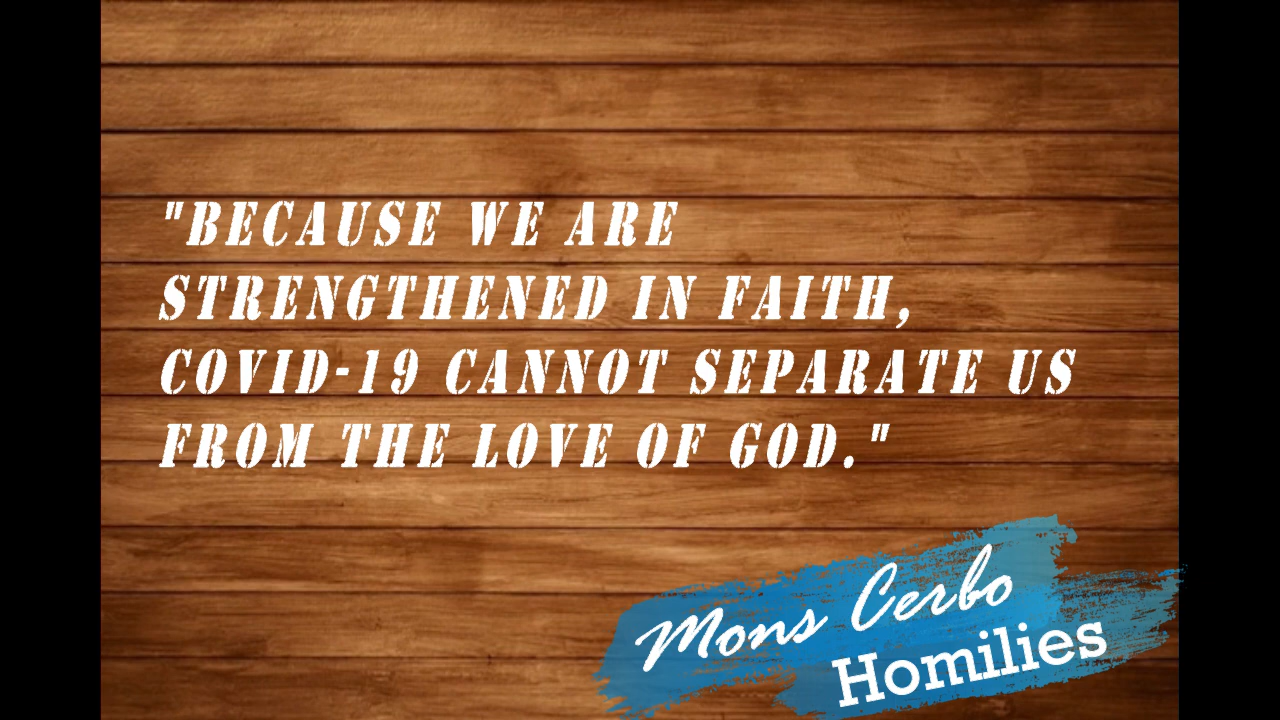 "BECAUSE WE ARE
STRENGTHENED IN FAITH,
COVID-19 CANNOT SEPARATE US
FROM THE LOVE OF GOD."
Mons Cerbo
Homilies